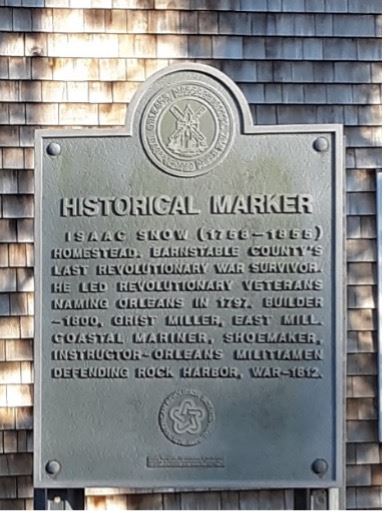 HISTORICAL MARKER
ISAAC SNOW (1758-1855)
HOMESTEAD. BARNSTABLE COUNTY'S
LAST REVOLUTIONARY WAR SURVIVOR.
HE LED REVOLUTIONARY VETERANS
NAMING ORLEANS IN 1797. BUILDER
~1800, GRIST MILLER, EAST MILL.
COASTAL MARINER, SHOEMAKER,
INSTRUCTOR~ORLEANS MILITIAMEN
DEFENDING ROCK HARBOR, WAR~1812.